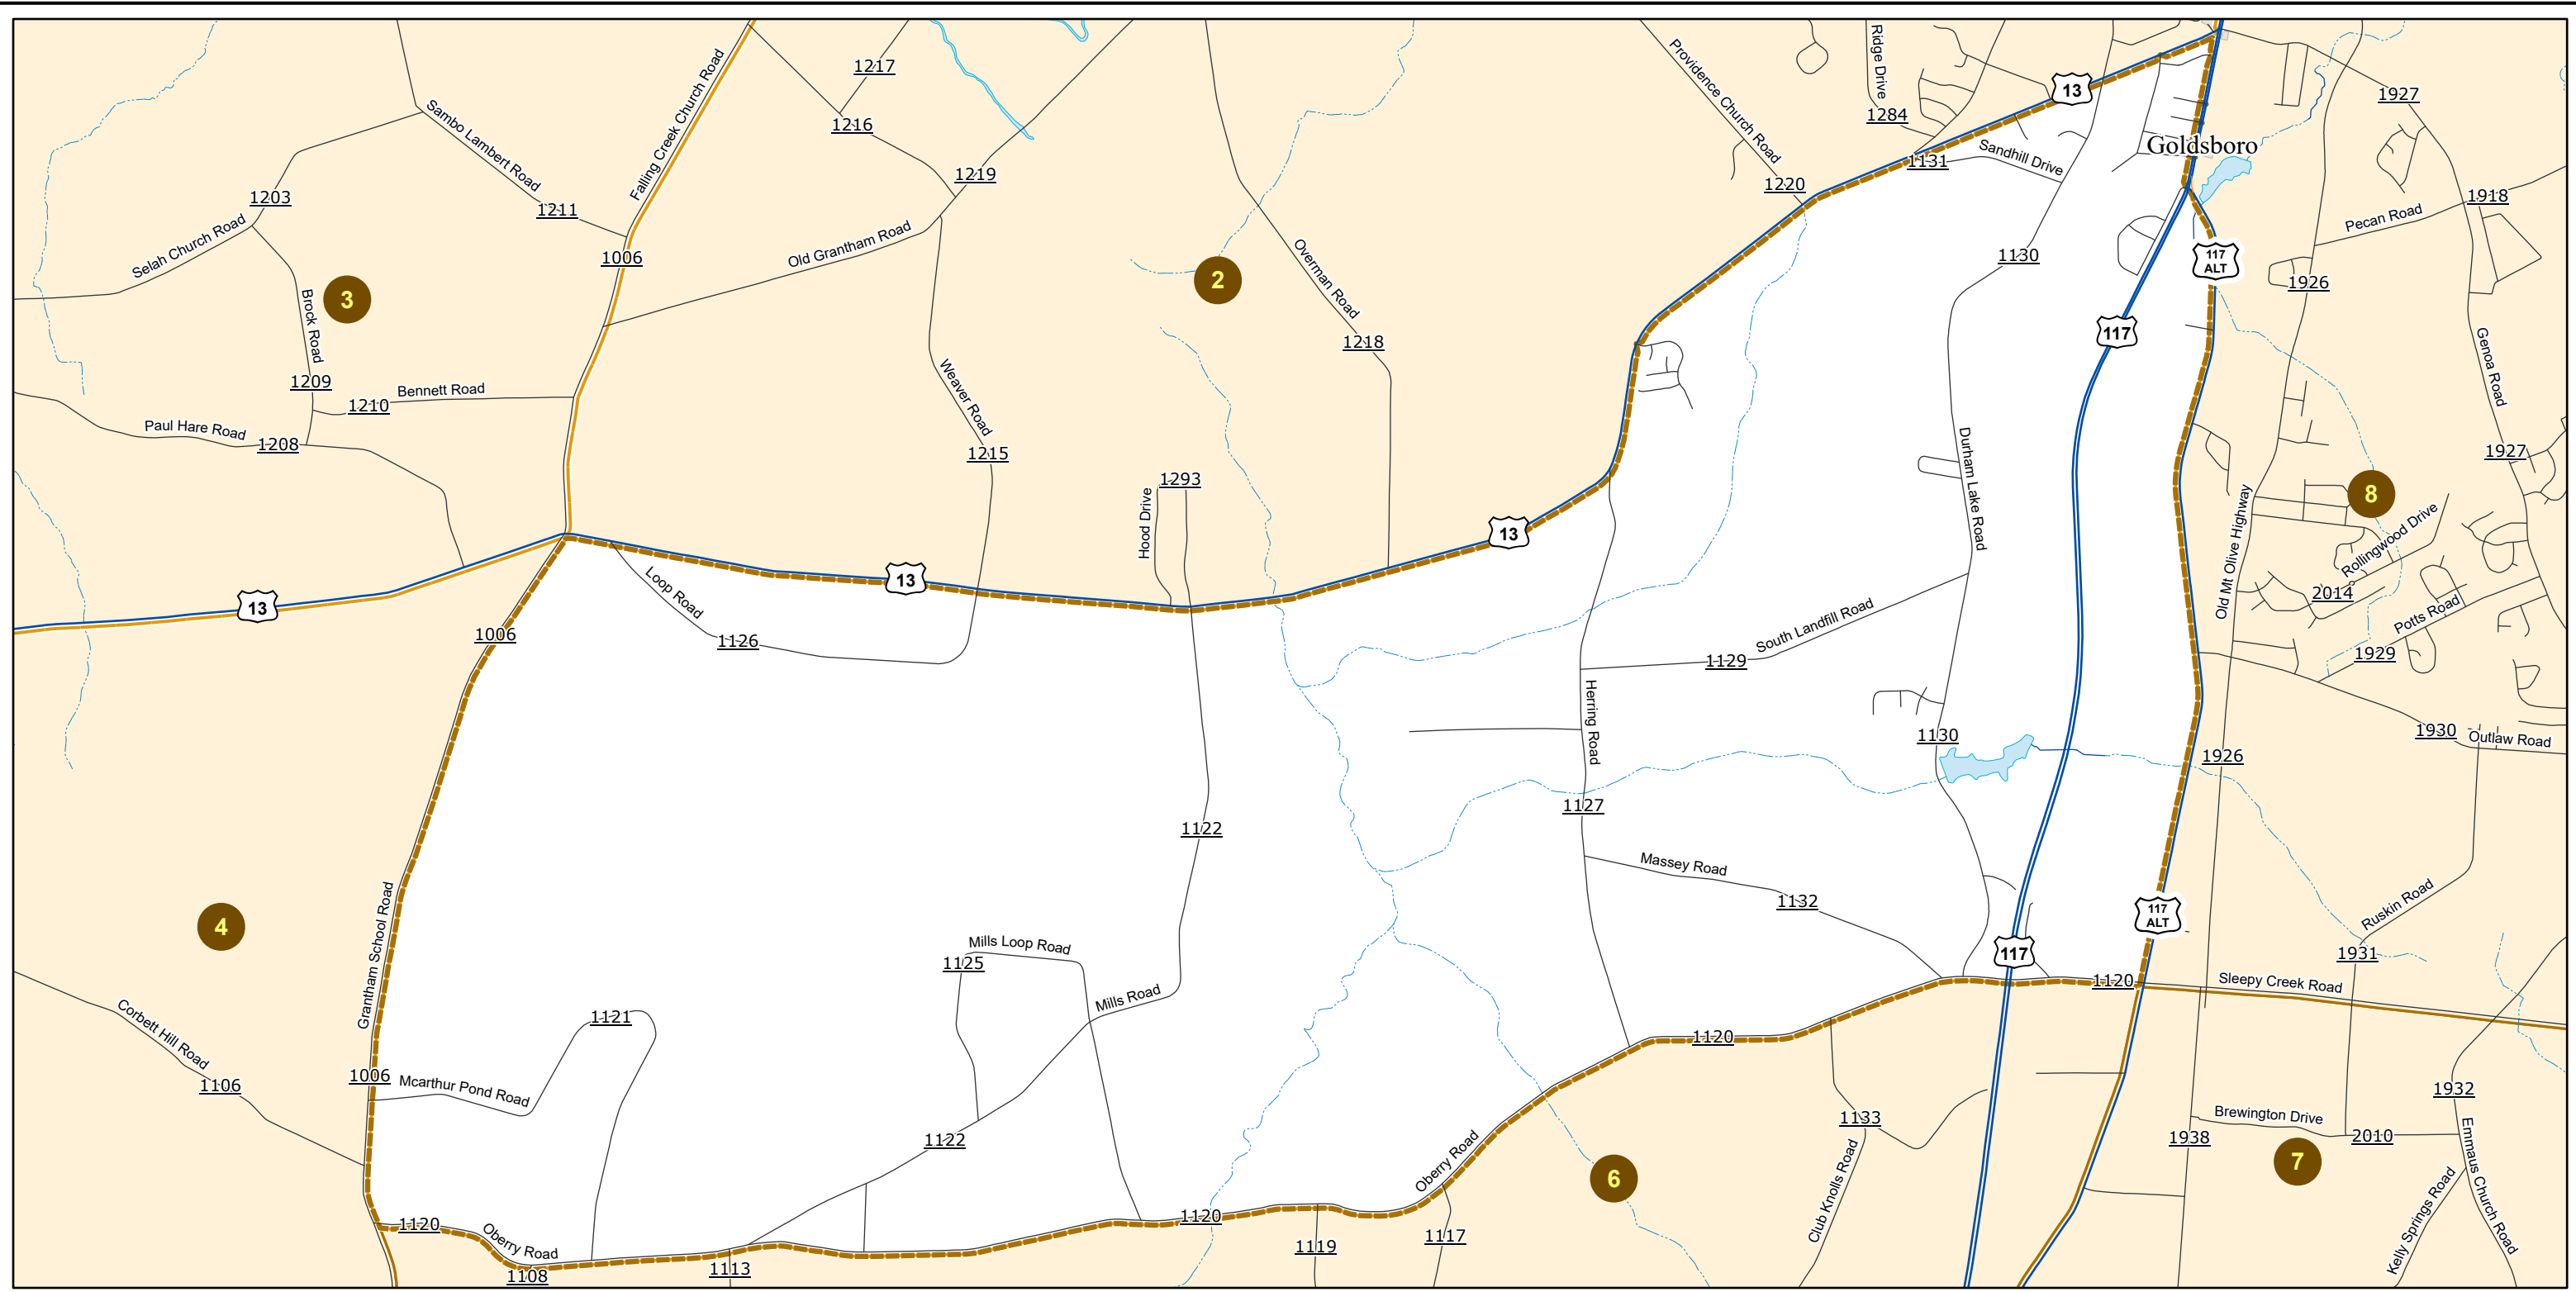 Ridge Drive
Providence Church Road
Falling Creek Church Road
1217
13
1927
Sambo Lambert Road
1216
1284
Goldsboro
Sandhill Drive
1131
1219
1220
1203
1211
1918
Pecan Road
Selah Church Road
Old Grantham Road
Overman Road
1006
1130
117
ALT
2
3
1926
Brock Road
117
1218
Genoa Road
1209
Bennett Road
1210
Weaver Road
Paul Hare Road
1208
1215
1927
Durham Lake Road
1293
8
Hood Drive
13
Rollingwood Drive
Old Mt Olive Highway
13
Loop Road
13
2014
Potts Road
1006
1126
South Landfill Road
1129
1929
Herring Road
1130
1930
Outlaw Road
1926
1127
1122
Massey Road
1132
Ruskin Road
117
ALT
4
Grantham School Road
Mills Loop Road
1125
117
1931
1120
Sleepy Creek Road
Mills Road
Corbett Hill Road
1121
1120
1006
Mcarthur Pond Road
1106
1932
1133
Brewington Drive
2010
1938
1122
Oberry Road
7
6
Emmaus Church Road
Club Knolls Road
Kelly Springs Road
1120
1120
Oberry Road
1119
1117
1108
1113